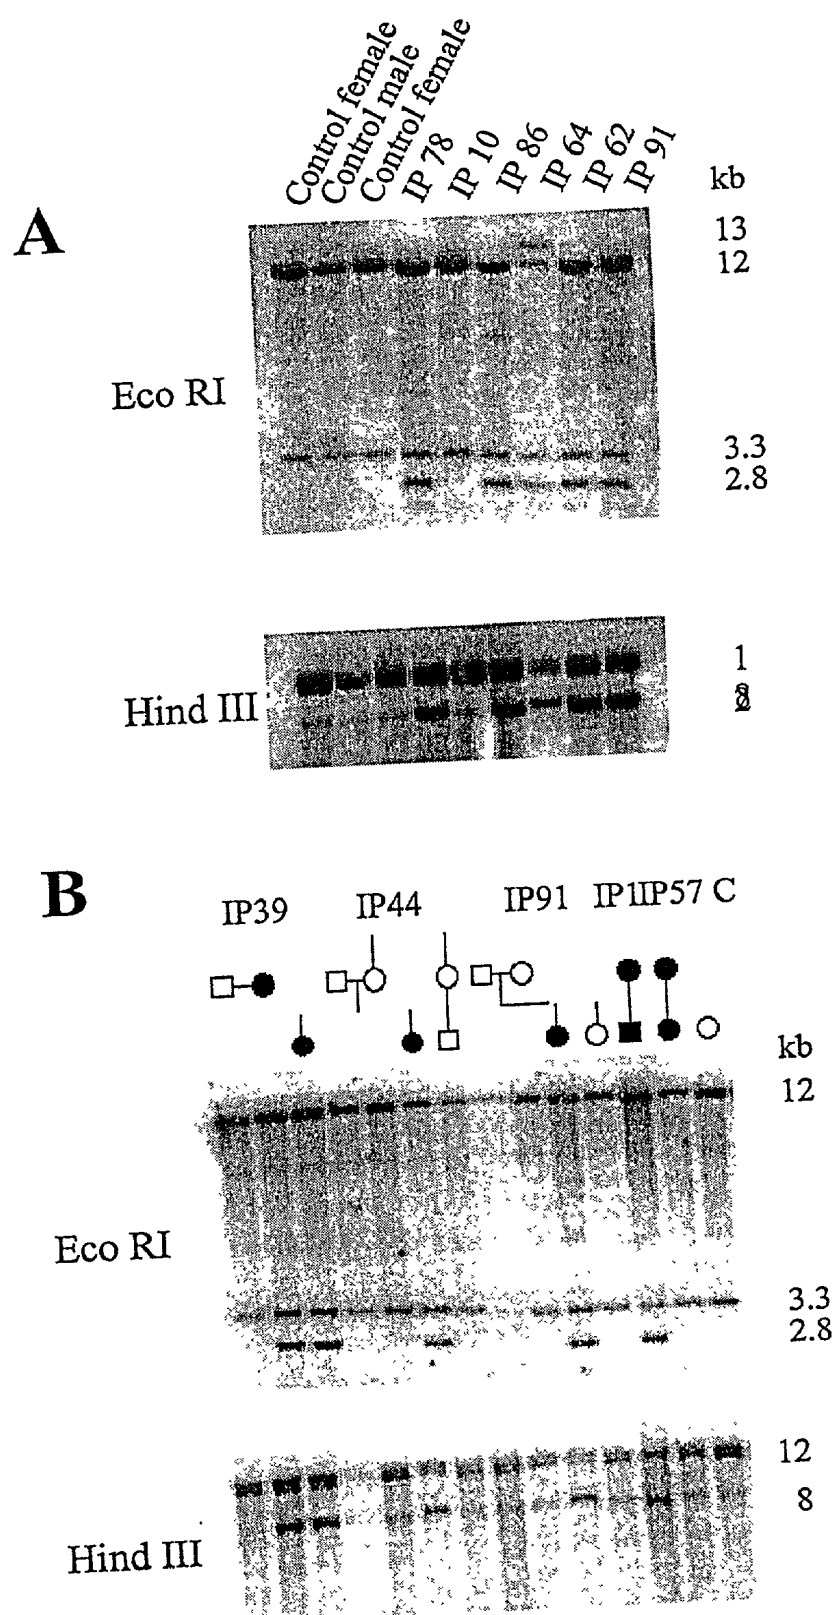 Control female
Control male
Control female
IP 78
IP 10
IP 86
IP 64
IP 62
IP 91
kb
A
13
12
Eco RI
3.3
2.8
Hind III
1
B
IP39 IP44 IP91 IP57 C
kb
12
Eco RI
3.3
2.8
12
8
Hind III